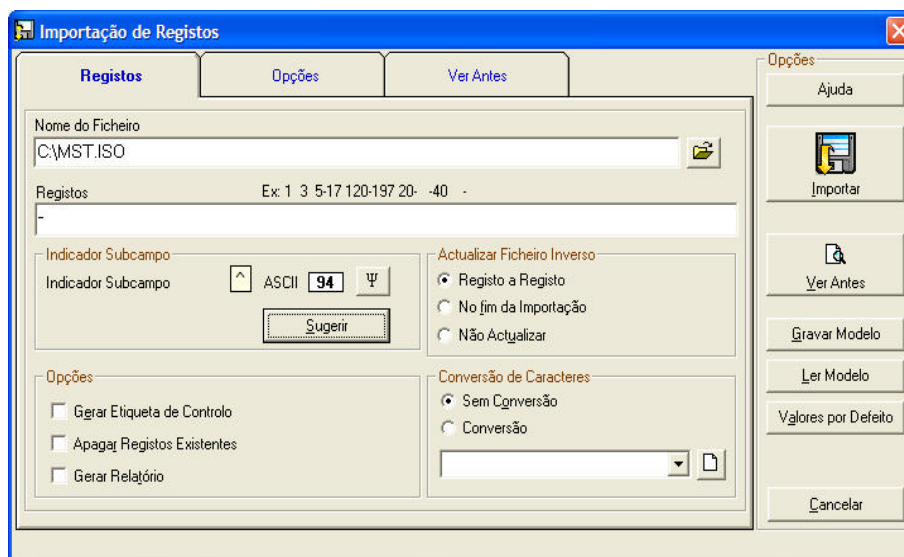 Importação de Registos
Registos
Opções
Ver Antes
Nome do Ficheiro
C:\MST.ISO
Registos Ex: 1 3 5-17 120-197 20- -40 -
-
Indicador Subcampo
Indicador Subcampo ^ ASCII 94 Ψ
Sugerir
Actualizar Ficheiro Inverso
Registo a Registo
No fim da Importação
Não Actualizar
Opções
Gerar Etiqueta de Controlo
Apagar Registos Existentes
Gerar Relatório
Conversão de Caracteres
Sem Conversão
Conversão
Opções
Ajuda
Importar
Ver Antes
Gravar Modelo
Ler Modelo
Valores por Defeito
Cancelar